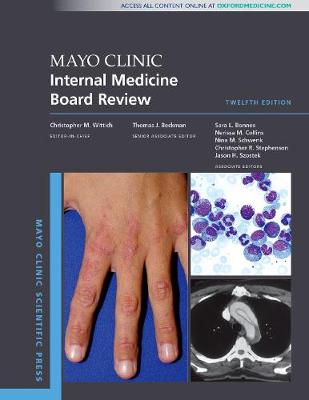 ACCESS ALL CONTENT ONLINE AT OXFORDMEDICINE.COM
MAYO CLINIC
Internal Medicine
Board Review
TWELFTH EDITION
Christopher M. Wittich
EDITOR-IN-CHIEF
Thomas J. Beckman
SENIOR ASSOCIATE EDITOR
Sara L. Bonnes
Nerissa M. Collins
Nina M. Schwenk
Christopher R. Stephenson
Jason H. Szostek
ASSOCIATE EDITORS
MAYO CLINIC SCIENTIFIC PRESS